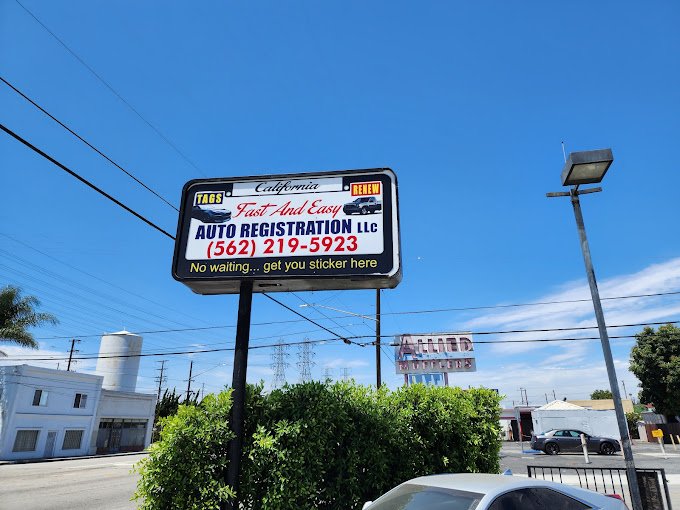 California
TAGS
RENEW
Fast And Easy
AUTO REGISTRATION LLC
(562) 219-5923
No waiting... get you sticker here
ALLIED
MUFFLERS